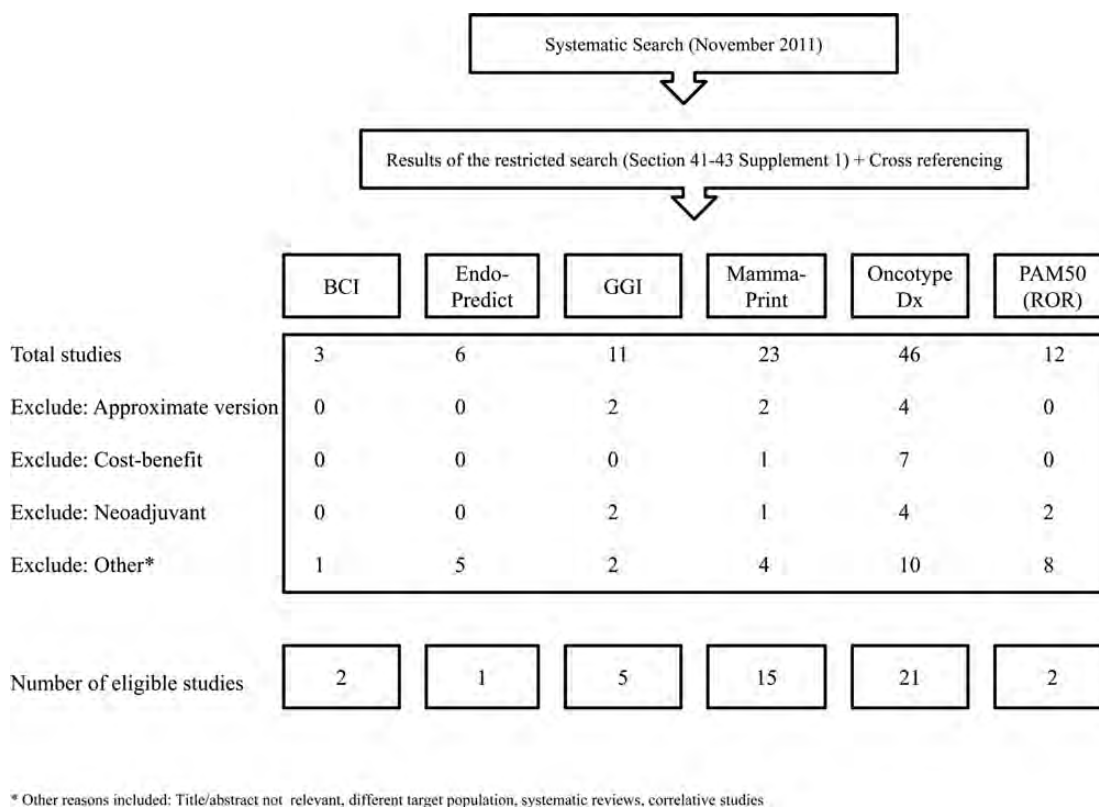 Systematic Search (November 2011)
Results of the restricted search (Section 41-43 Supplement 1) + Cross referencing
BCI
Endo-
Predict
GGI
Mamma-
Print
Oncotype
Dx
PAM50
(ROR)
Total studies 3 6 11 23 46 12
Exclude: Approximate version 0 0 2 2 4 0
Exclude: Cost-benefit 0 0 0 1 7 0
Exclude: Neoadjuvant 0 0 2 1 4 2
Exclude: Other* 1 5 2 4 10 8
Number of eligible studies 2 1 5 15 21 2
* Other reasons included: Title/abstract not relevant, different target population, systematic reviews, correlative studies